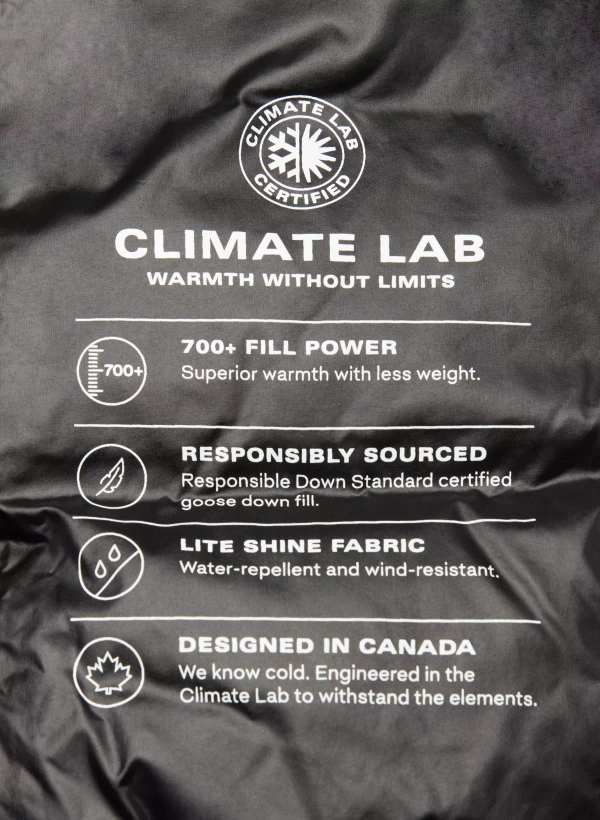 CLIMATE LAB
CERTIFIED
CLIMATE LAB
WARMTH WITHOUT LIMITS
700+ FILL POWER
-700+
Superior warmth with less weight.
RESPONSIBLY SOURCED
Responsible Down Standard certified
goose down fill.
LITE SHINE FABRIC
Water-repellent and wind-resistant.
DESIGNED IN CANADA
We know cold. Engineered in the
Climate Lab to withstand the elements.